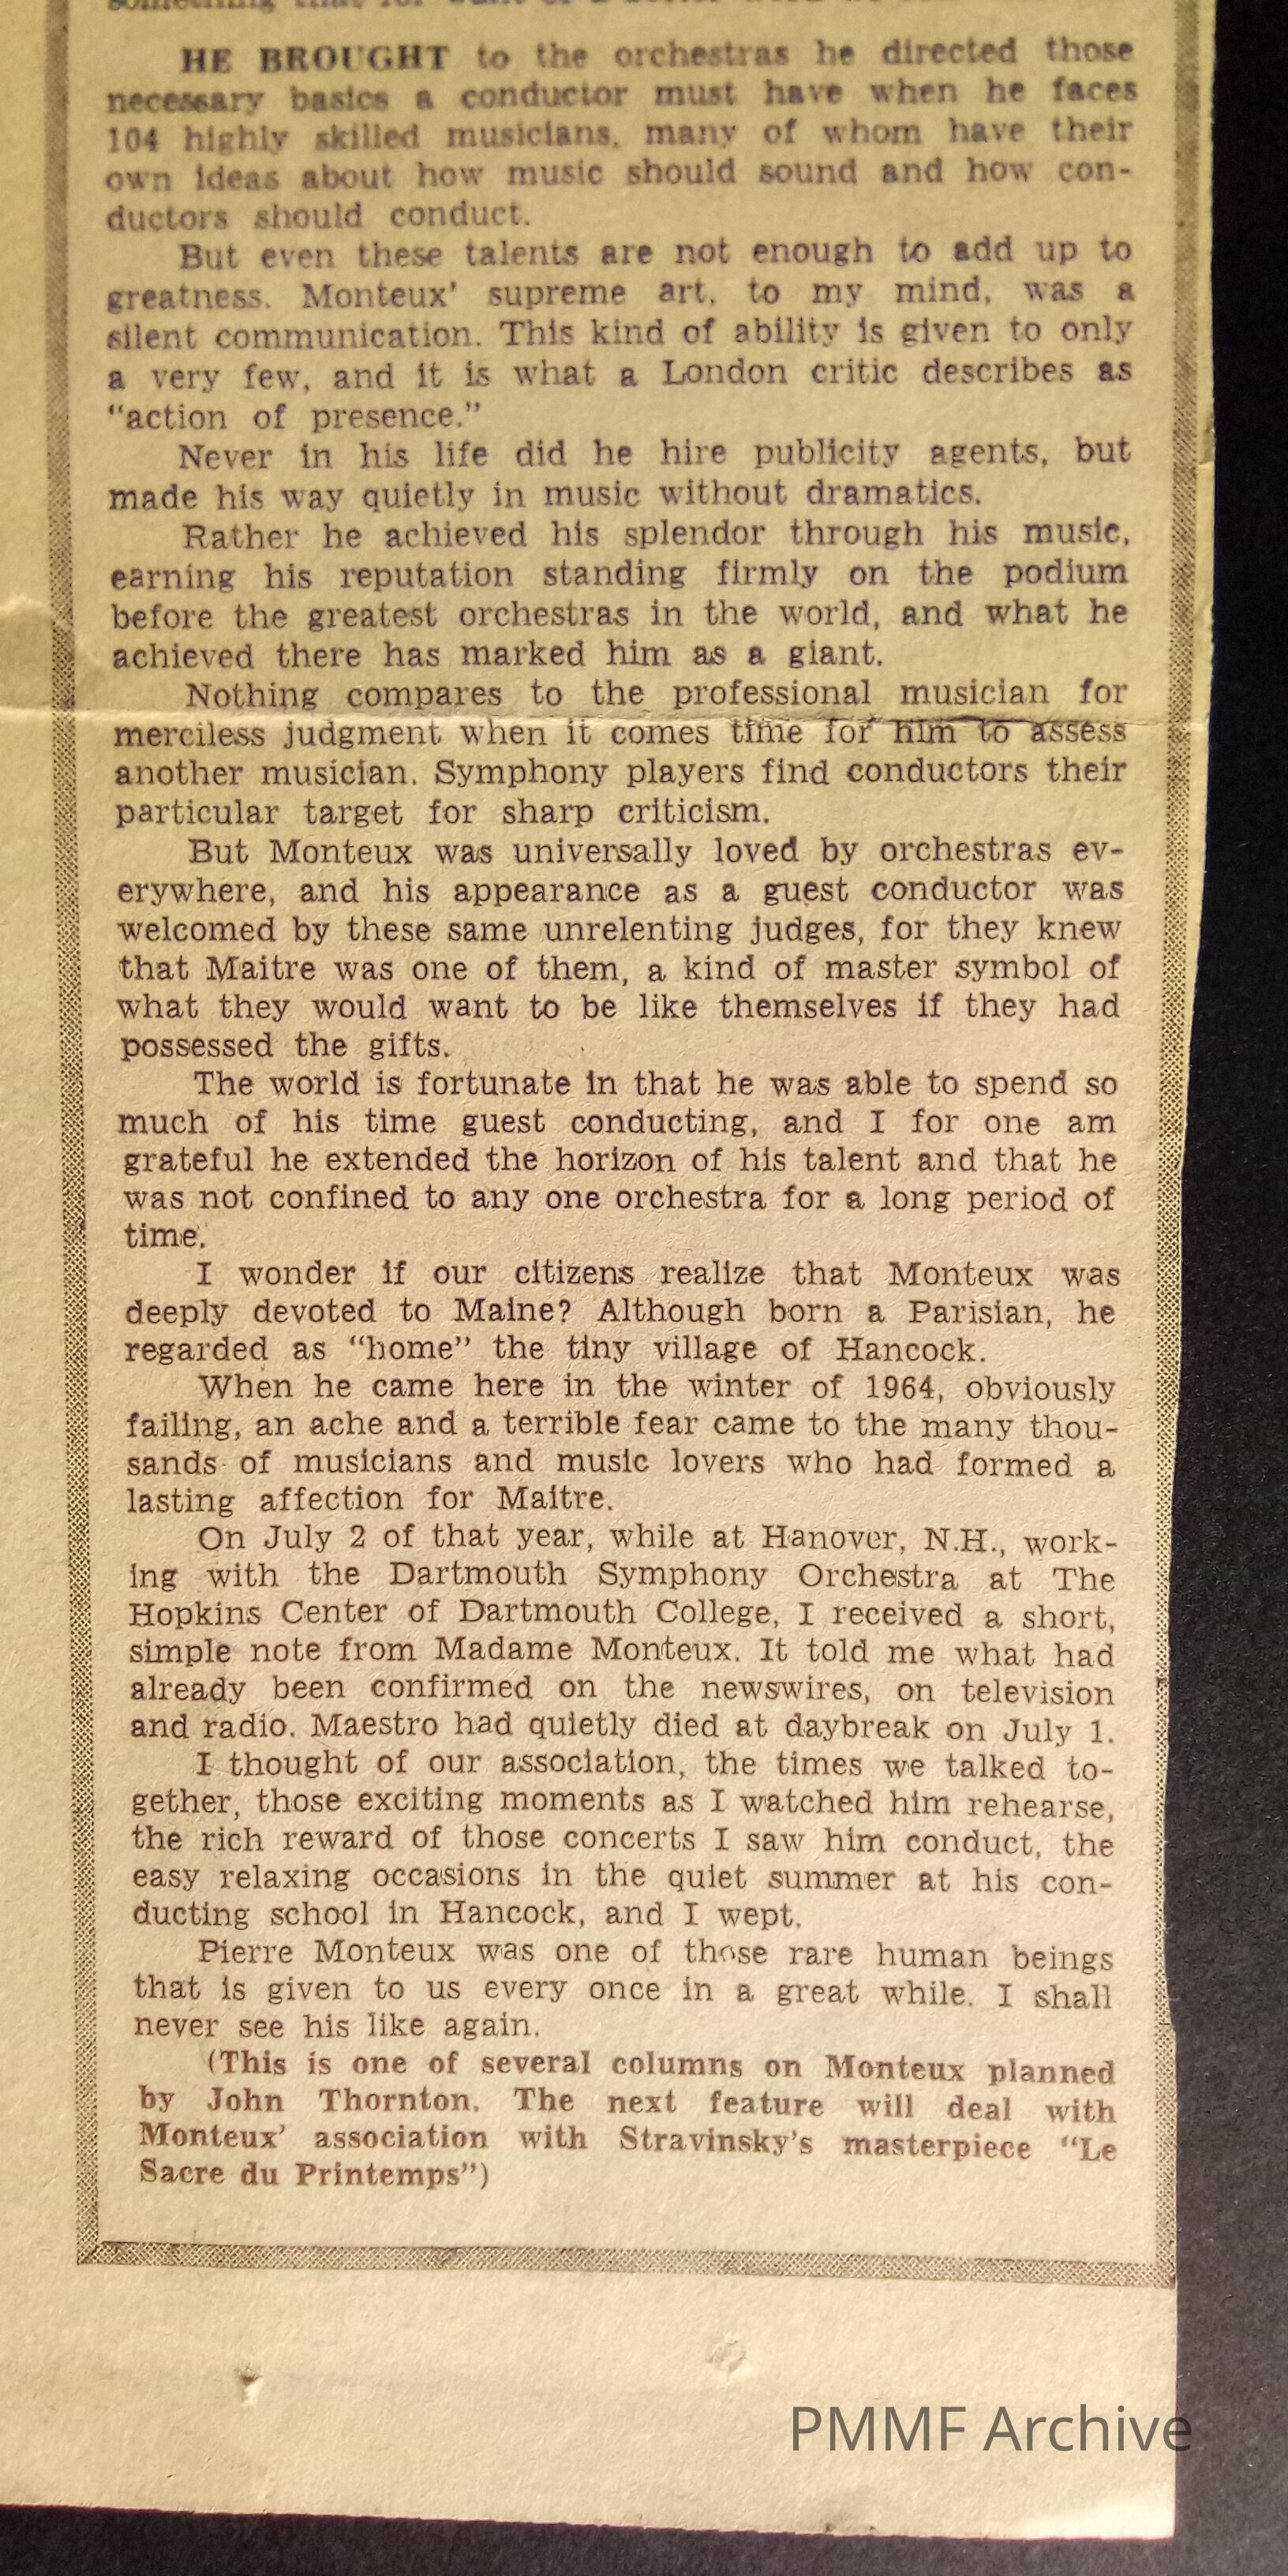 something that for want of a better word
HE BROUGHT to the orchestras he directed those
necessary basics a conductor must have when he faces
104 highly skilled musicians, many of whom have their
own ideas about how music should sound and how con-
ductors should conduct.
But even these talents are not enough to add up to
greatness. Monteux' supreme art, to my mind, was a
silent communication. This kind of ability is given to only
a very few, and it is what a London critic describes as
“action of presence.”
Never in his life did he hire publicity agents, but
made his way quietly in music without dramatics.
Rather he achieved his splendor through his music,
earning his reputation standing firmly on the podium
before the greatest orchestras in the world, and what he
achieved there has marked him as a giant.
Nothing compares to the professional musician for
merciless judgment when it comes time for him to assess
another musician. Symphony players find conductors their
particular target for sharp criticism.
But Monteux was universally loved by orchestras ev-
erywhere, and his appearance as a guest conductor was
welcomed by these same unrelenting judges, for they knew
that Maitre was one of them, a kind of master symbol of
what they would want to be like themselves if they had
possessed the gifts.
The world is fortunate in that he was able to spend so
much of his time guest conducting, and I for one am
grateful he extended the horizon of his talent and that he
was not confined to any one orchestra for a long period of
time.
I wonder if our citizens realize that Monteux was
deeply devoted to Maine? Although born a Parisian, he
regarded as “home” the tiny village of Hancock.
When he came here in the winter of 1964, obviously
failing, an ache and a terrible fear came to the many thou-
sands of musicians and music lovers who had formed a
lasting affection for Maitre.
On July 2 of that year, while at Hanover, N.H., work-
ing with the Dartmouth Symphony Orchestra at The
Hopkins Center of Dartmouth College, I received a short,
simple note from Madame Monteux. It told me what had
already been confirmed on the newswires, on television
and radio. Maestro had quietly died at daybreak on July 1.
I thought of our association, the times we talked to-
gether, those exciting moments as I watched him rehearse,
the rich reward of those concerts I saw him conduct, the
easy relaxing occasions in the quiet summer at his con-
ducting school in Hancock, and I wept.
Pierre Monteux was one of those rare human beings
that is given to us every once in a great while. I shall
never see his like again.
(This is one of several columns on Monteux planned
by John Thornton. The next feature will deal with
Monteux' association with Stravinsky's masterpiece “Le
Sacre du Printemps”)
PMMF Archive